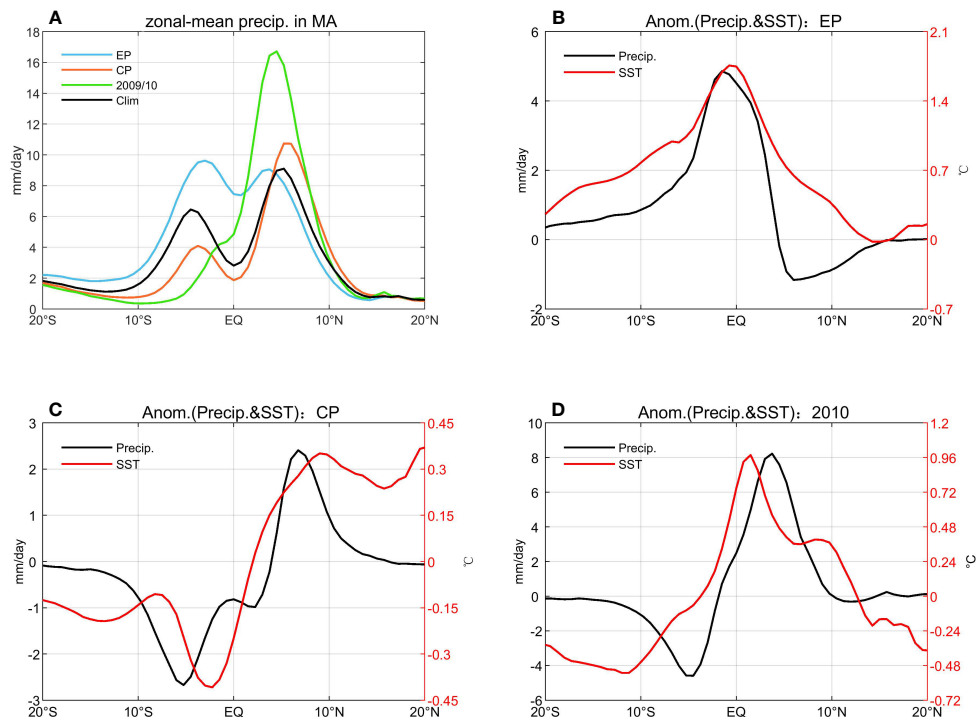 A
zonal-mean precip. in MA
18
16
14
12
10
8
6
4
2
0
mm/day
EP
CP
2009/10
Clim
20°S
10°S
EQ
10°N
20°N
B
Anom.(Precip.&SST)：EP
6
4
2
0
-2
mm/day
Precip.
SST
2.1
1.4
0.7
0
-0.7
℃
20°S
10°S
EQ
10°N
20°N
C
Anom.(Precip.&SST)：CP
3
2
1
0
-1
-2
-3
mm/day
Precip.
SST
0.45
0.3
0.15
0
-0.15
-0.3
-0.45
℃
20°S
10°S
EQ
10°N
20°N
D
Anom.(Precip.&SST)：2010
10
8
6
4
2
0
-2
-4
-6
mm/day
Precip.
SST
1.2
0.96
0.72
0.48
0.24
0
-0.24
-0.48
-0.72
°C
20°S
10°S
EQ
10°N
20°N